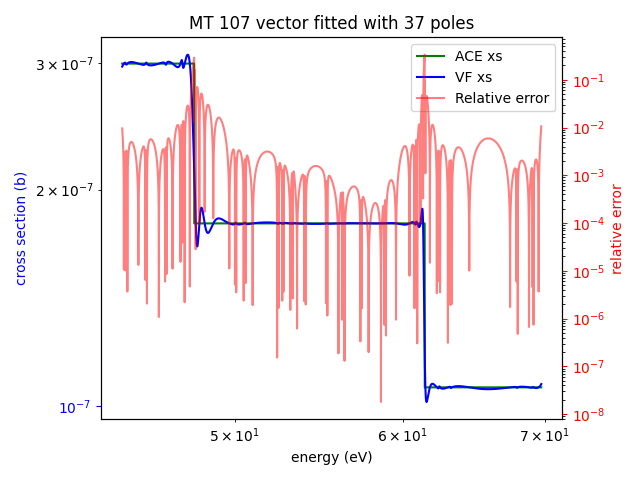 MT 107 vector fitted with 37 poles
ACE xs
VF xs
Relative error
3 × 10⁻⁷
2 × 10⁻⁷
10⁻⁷
cross section (b)
10⁻¹
10⁻²
10⁻³
10⁻⁴
10⁻⁵
10⁻⁶
10⁻⁷
10⁻⁸
relative error
5 × 10¹
6 × 10¹
7 × 10¹
energy (eV)